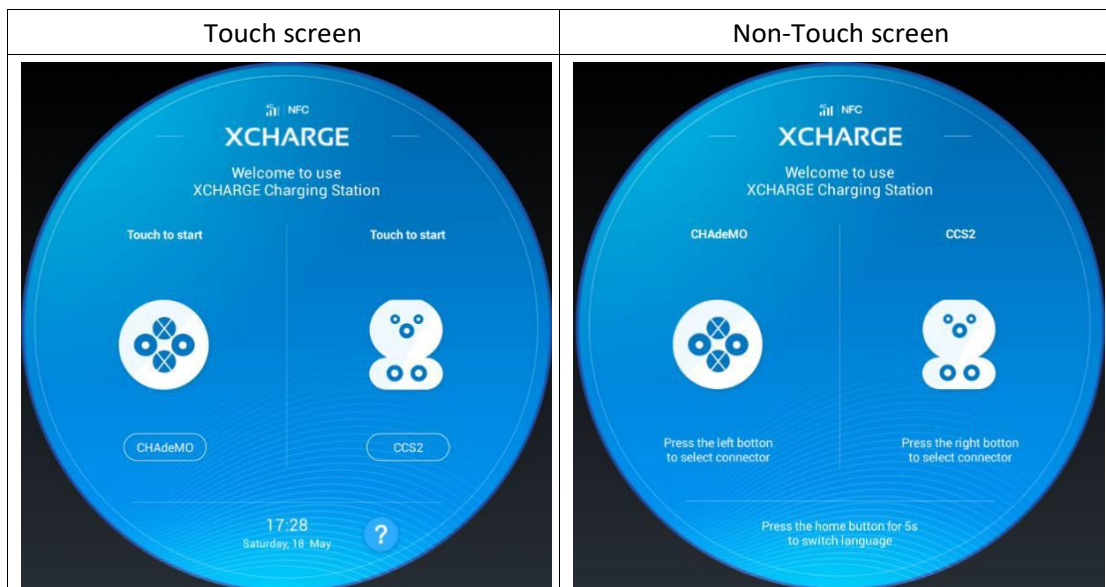 Touch screen
Non-Touch screen
4G NFC
XCHARGE
Welcome to use
XCHARGE Charging Station
Touch to start
Touch to start
CHAdeMO
CCS2
17:28
Saturday, 18 May
?
4G NFC
XCHARGE
Welcome to use
XCHARGE Charging Station
CHAdeMO
CCS2
Press the left botton
to select connector
Press the right botton
to select connector
Press the home button for 5s
to switch language